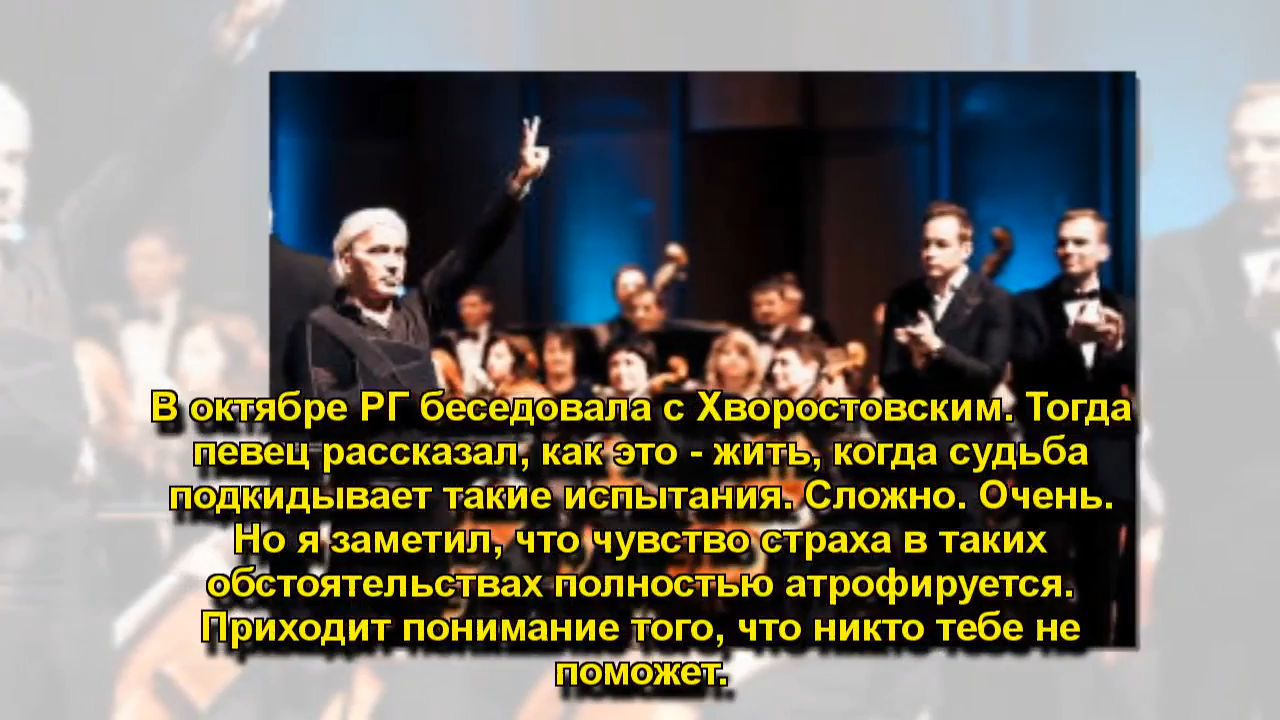 В октябре РГ беседовала с Хворостовским. Тогда
певец рассказал, как это - жить, когда судьба
подкидывает такие испытания. Сложно. Очень.
Но я заметил, что чувство страха в таких
обстоятельствах полностью атрофируется.
Приходит понимание того, что никто тебе не
поможет.